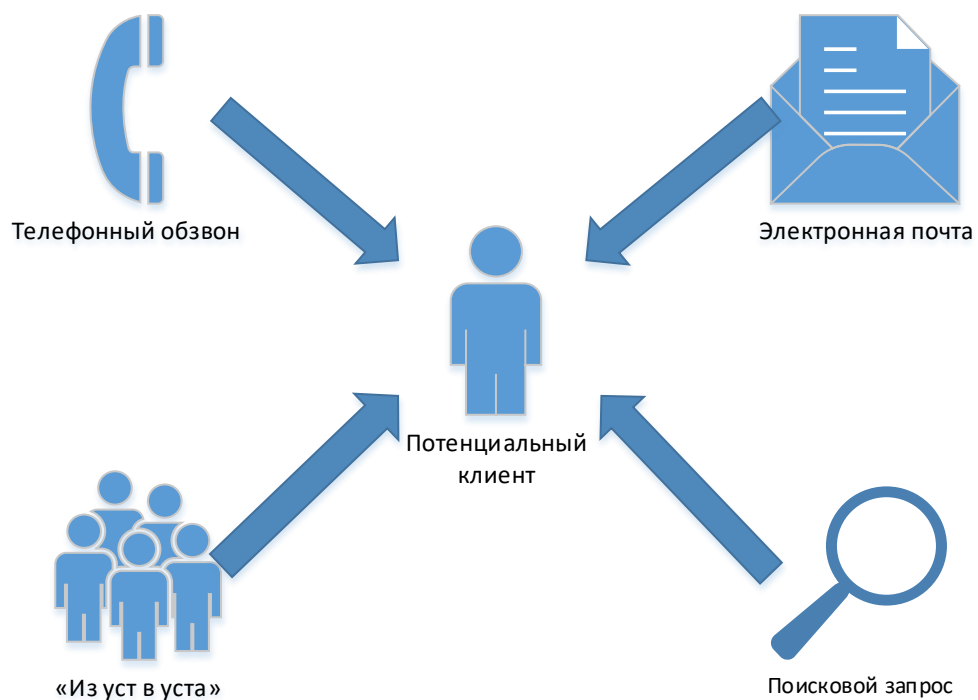 Телефонный обзвон
Электронная почта
Потенциальный
клиент
«Из уст в уста»
Поисковой запрос